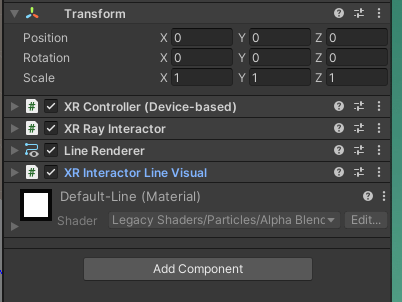 Transform
Position X 0 Y 0 Z 0
Rotation X 0 Y 0 Z 0
Scale X 1 Y 1 Z 1
# XR Controller (Device-based)
# XR Ray Interactor
Line Renderer
# XR Interactor Line Visual
Default-Line (Material)
Shader Legacy Shaders/Particles/Alpha Blenc Edit...
Add Component